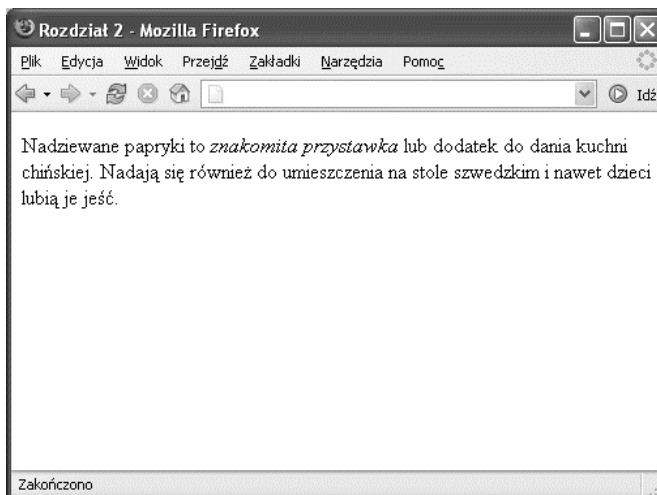 Rozdział 2 - Mozilla Firefox
Plik Edycja Widok Przejdź Zakładki Narzędzia Pomoc
Idź
Nadziewane papryki to znakomita przystawka lub dodatek do dania kuchni
chińskiej. Nadają się również do umieszczenia na stole szwedzkim i nawet dzieci
lubią je jeść.
Zakończono